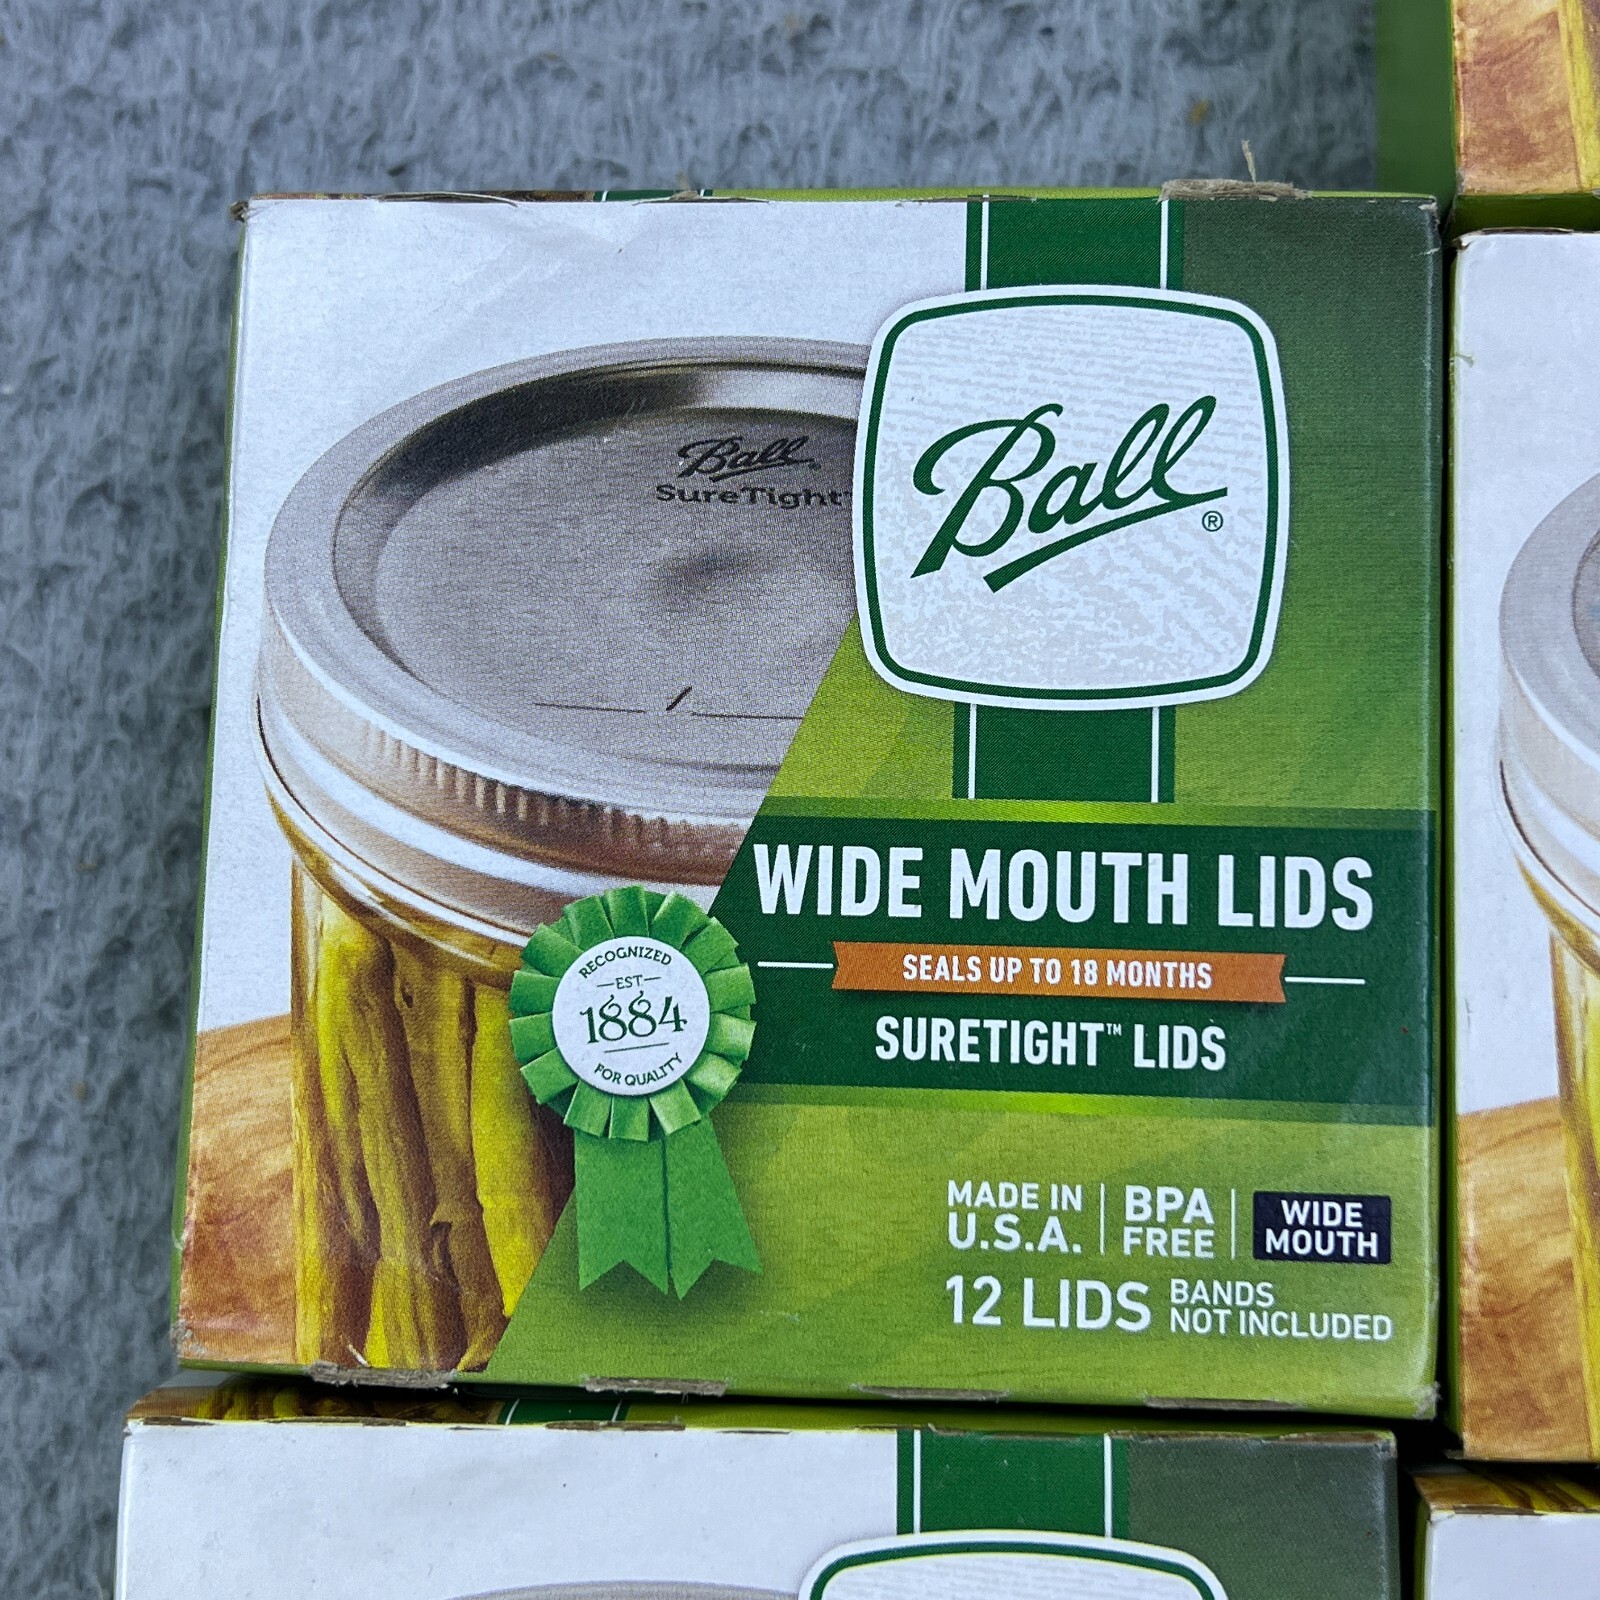 Ball®
Ball®
SureTight™
WIDE MOUTH LIDS
SEALS UP TO 18 MONTHS
SURETIGHT™ LIDS
RECOGNIZED
EST.
1884
FOR QUALITY
MADE IN
U.S.A.
BPA
FREE
WIDE
MOUTH
12 LIDS
BANDS
NOT INCLUDED